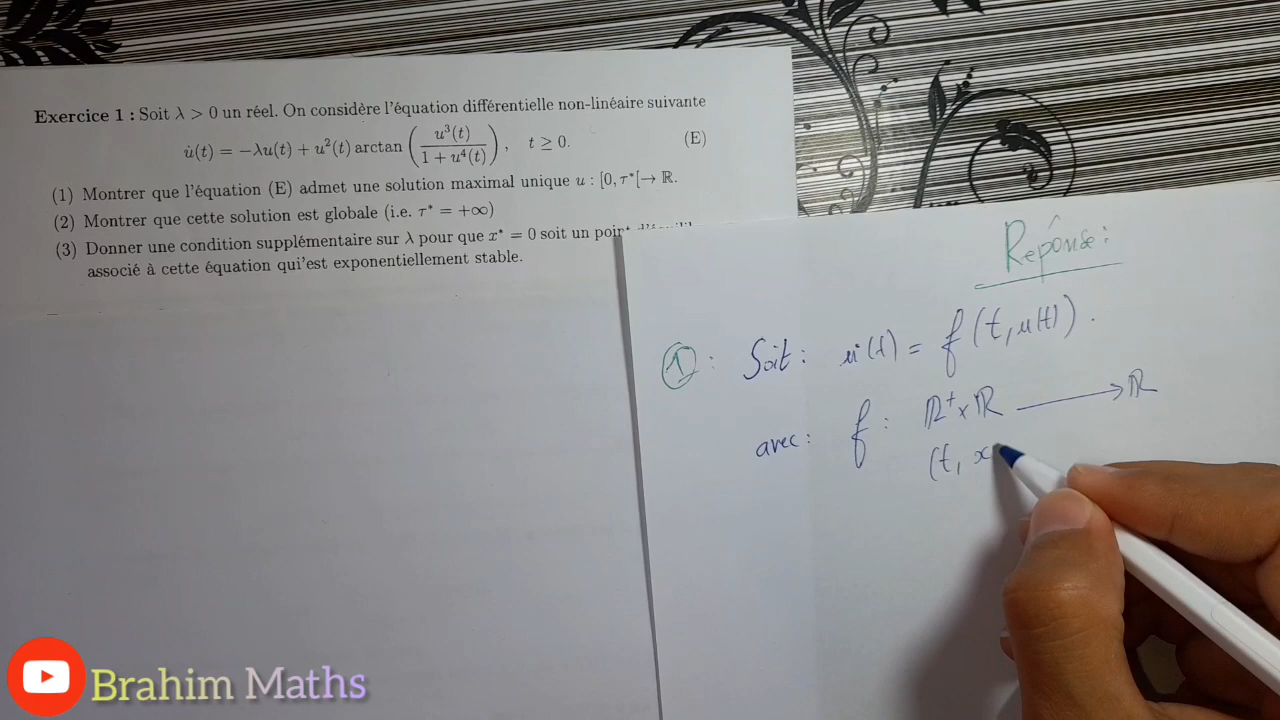 Exercice 1 : Soit λ > 0 un réel. On considère l'équation différentielle non-linéaire suivante
u̇(t) = −λu(t) + u²(t) arctan ( u³(t) / 1 + u⁴(t) ) , t ≥ 0. (E)
(1) Montrer que l'équation (E) admet une solution maximal unique u : [0, τ*[→ ℝ.
(2) Montrer que cette solution est globale (i.e. τ* = +∞)
(3) Donner une condition supplémentaire sur λ pour que x* = 0 soit un point
associé à cette équation qui'est exponentiellement stable.
Repônse :
① : Soit : u̇(t) = f(t, u(t)) .
avec : f : ℝ⁺ × ℝ ⟶ ℝ
(t, x
Brahim Maths